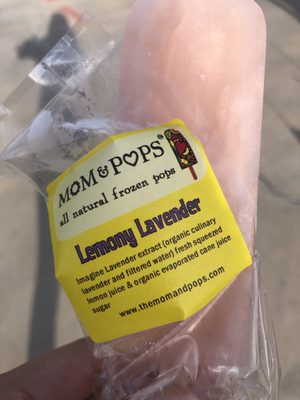 MOM & POPS
all natural frozen pops
Lemony Lavender
Imagine Lavender extract (organic culinary
lavender and filtered water) fresh squeezed
lemon juice & organic evaporated cane juice
sugar
www.themomandpops.com